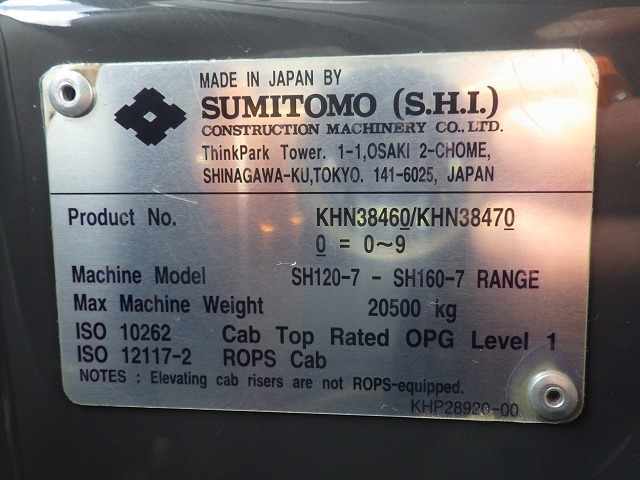 MADE IN JAPAN BY
SUMITOMO (S.H.I.)
CONSTRUCTION MACHINERY CO., LTD.
ThinkPark Tower. 1-1,OSAKI 2-CHOME,
SHINAGAWA-KU,TOKYO. 141-6025, JAPAN
Product No. KHN38460/KHN38470
0 = 0~9
Machine Model SH120-7 - SH160-7 RANGE
Max Machine Weight 20500 kg
ISO 10262 Cab Top Rated OPG Level 1
ISO 12117-2 ROPS Cab
NOTES : Elevating cab risers are not ROPS-equipped.
KHP28920-00